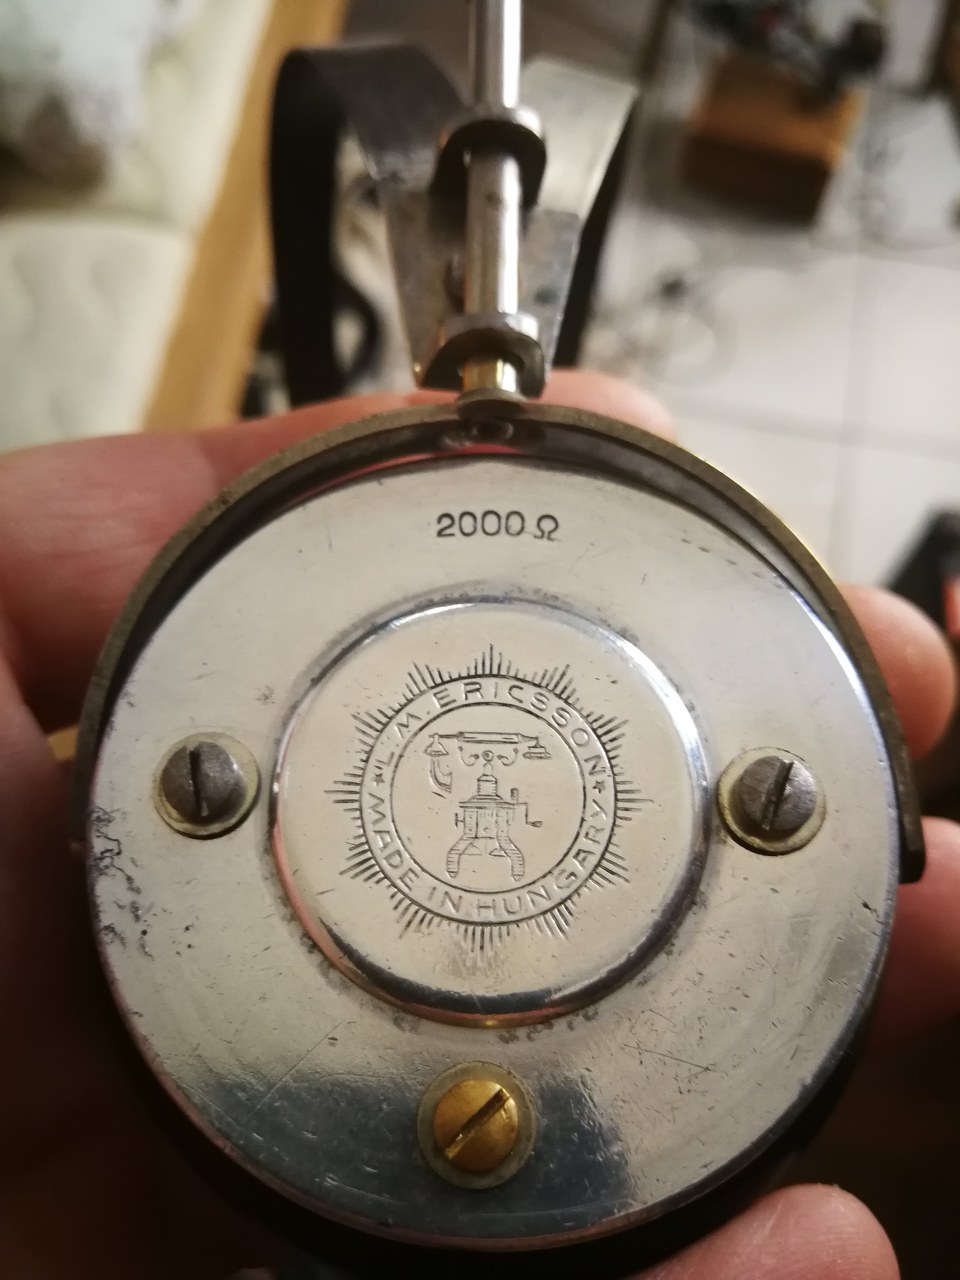 2000 Ω
L·M ERICSSON
MADE IN HUNGARY